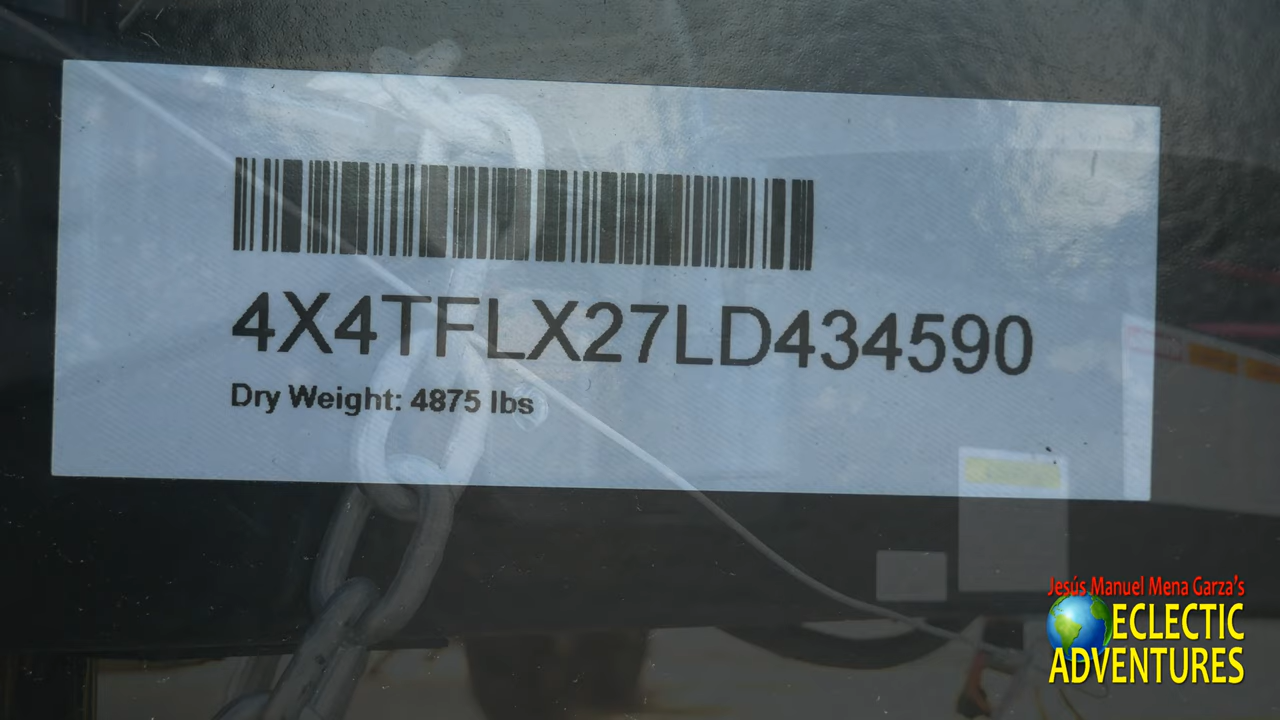 4X4TFLX27LD434590
Dry Weight: 4875 lbs
Jesús Manuel Mena Garza's
ECLECTIC
ADVENTURES